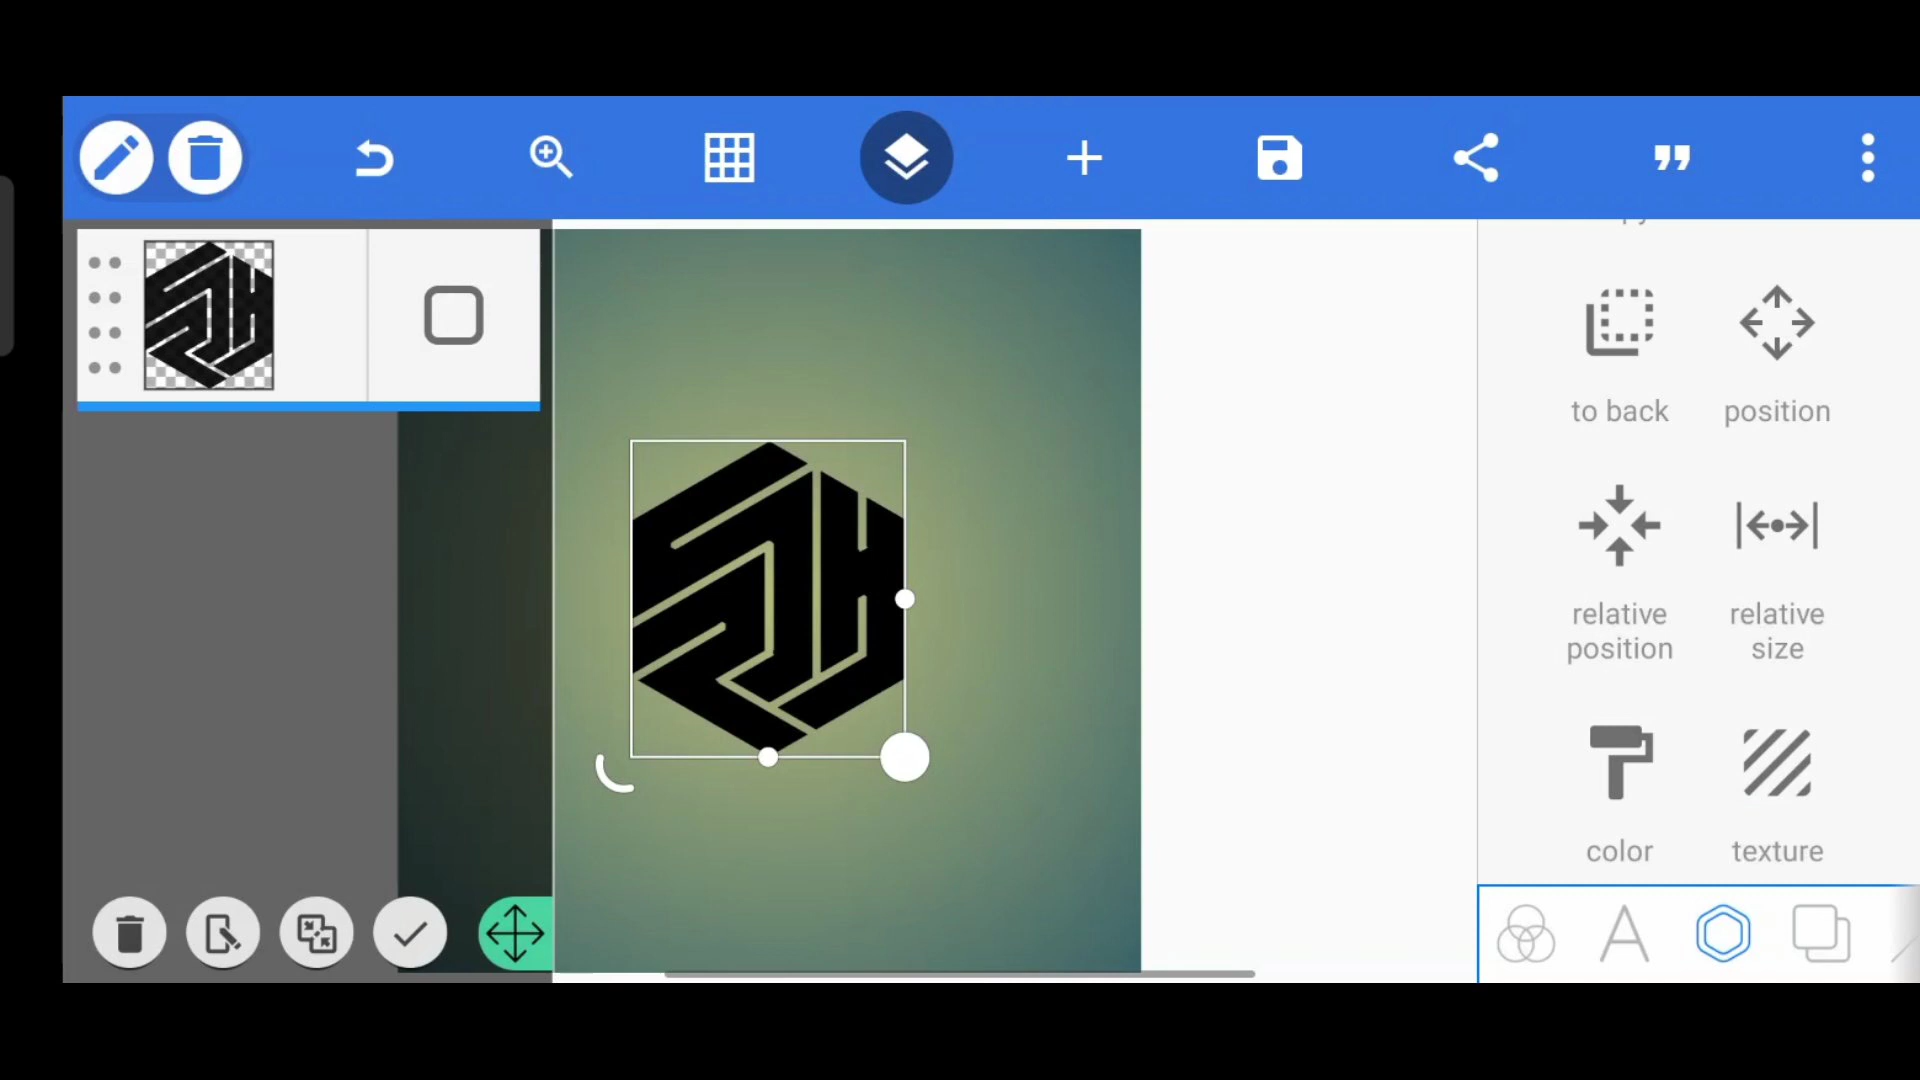 to back
position
relative
position
relative
size
color
texture